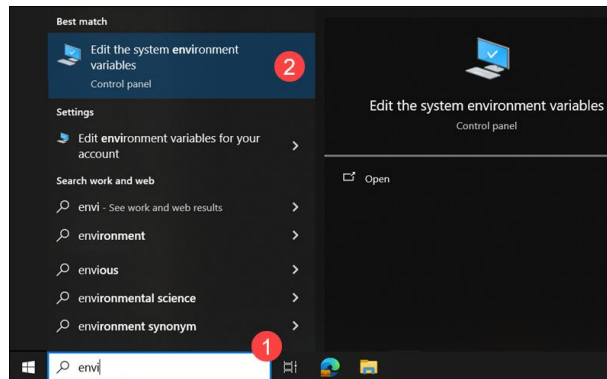 Best match
Edit the system environment
variables
Control panel
2
Settings
Edit environment variables for your
account
Search work and web
envi - See work and web results
environment
envious
environmental science
environment synonym
1
envi
Edit the system environment variables
Control panel
Open